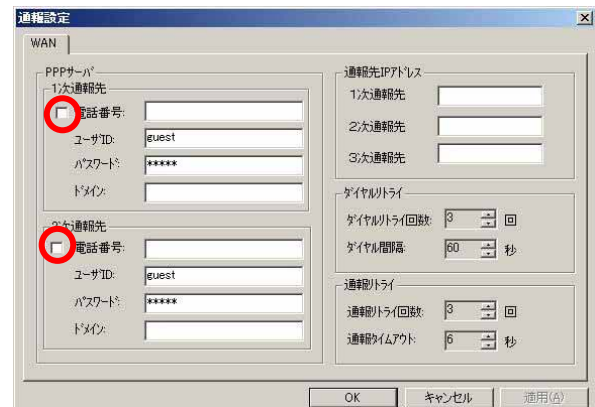 通報設定
WAN
PPPサーバ
1次通報先
電話番号:
ユーザID: guest
パスワード: *****
ドメイン:
2次通報先
電話番号:
ユーザID: guest
パスワード: *****
ドメイン:
通報先IPアドレス
1次通報先
2次通報先
3次通報先
ダイヤルリトライ
ダイヤルリトライ回数: 3 回
ダイヤル間隔: 60 秒
通報リトライ
通報リトライ回数: 3 回
通報タイムアウト: 6 秒
OK キャンセル 適用(A)